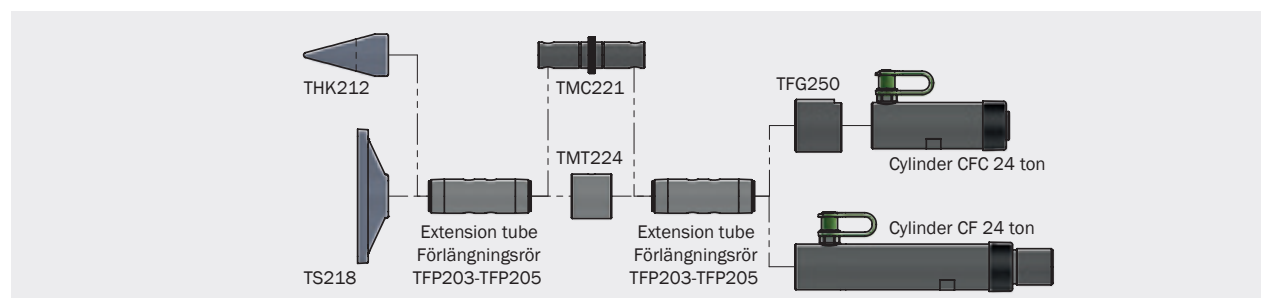 THK212
TMC221
TFG250
TMT224
Cylinder CFC 24 ton
Extension tube
Förlängningsrör
TFP203-TFP205
Extension tube
Förlängningsrör
TFP203-TFP205
Cylinder CF 24 ton
TS218